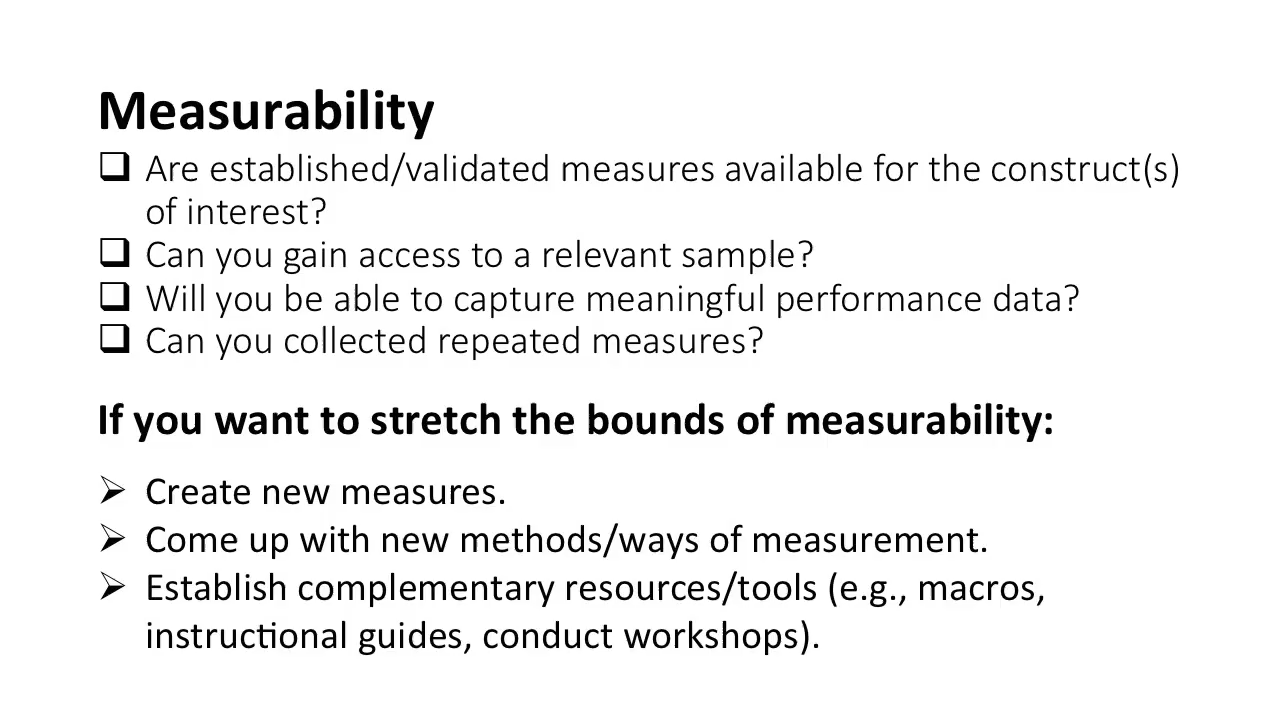 Measurability
❑ Are established/validated measures available for the construct(s)
of interest?
❑ Can you gain access to a relevant sample?
❑ Will you be able to capture meaningful performance data?
❑ Can you collected repeated measures?
If you want to stretch the bounds of measurability:
➢ Create new measures.
➢ Come up with new methods/ways of measurement.
➢ Establish complementary resources/tools (e.g., macros,
instructional guides, conduct workshops).